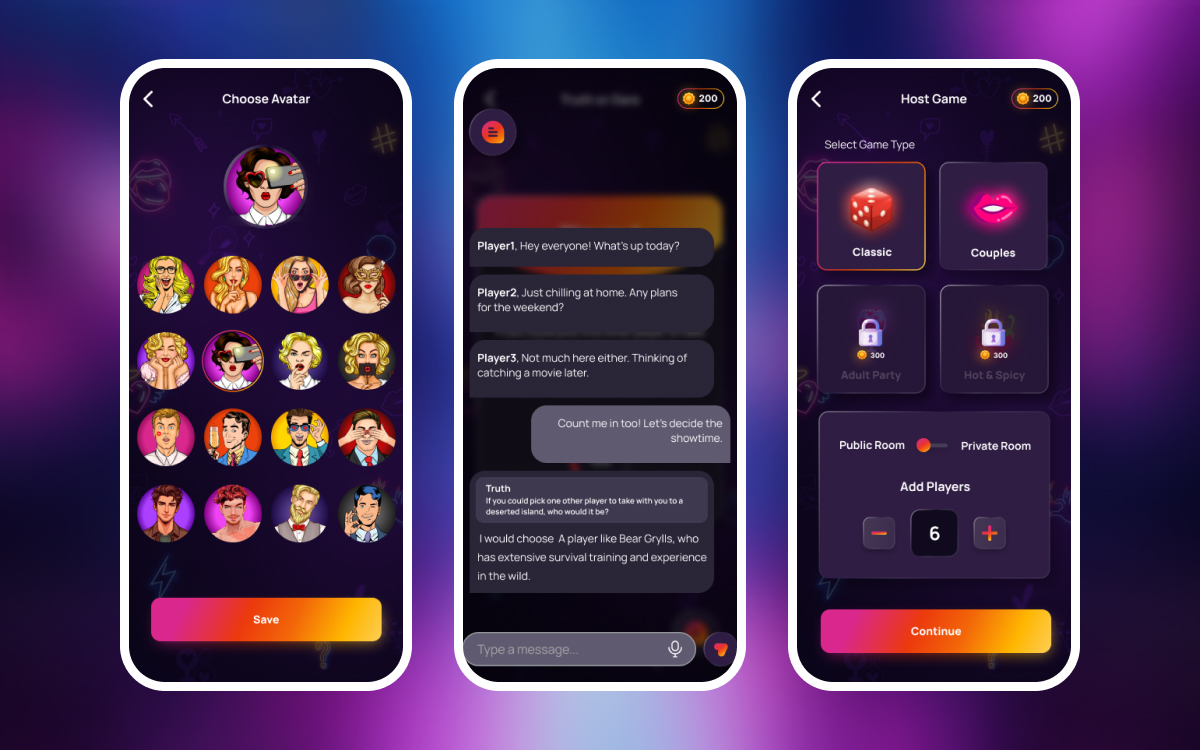 Choose Avatar
Save
Truth or Dare
200
Player1, Hey everyone! What's up today?
Player2, Just chilling at home. Any plans
for the weekend?
Player3, Not much here either. Thinking of
catching a movie later.
Count me in too! Let's decide the
showtime.
Truth
If you could pick one other player to take with you to a
deserted island, who would it be?
I would choose A player like Bear Grylls, who
has extensive survival training and experience
in the wild.
Type a message...
Host Game
200
Select Game Type
Classic
Couples
300
300
Adult Party
Hot & Spicy
Public Room
Private Room
Add Players
6
Continue